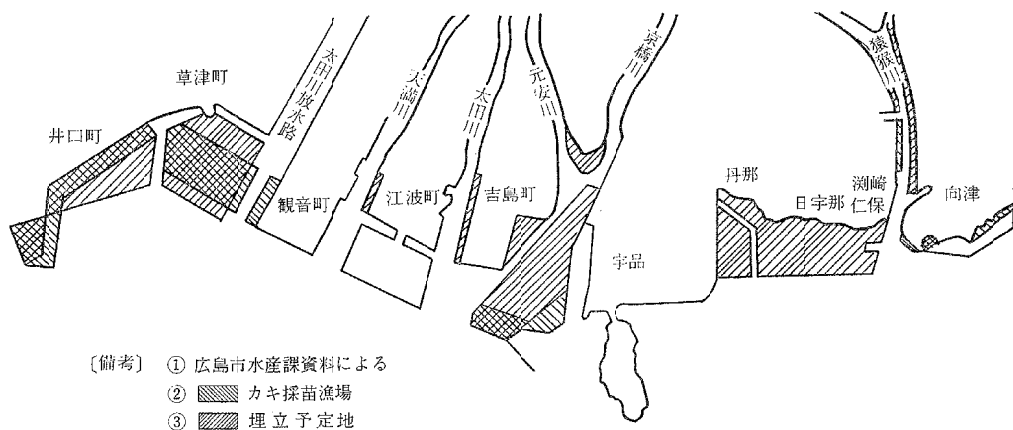 草津町
井口町
太田川放水路
天満川
太田川
元安川
京橋川
猿猴川
観音町
江波町
吉島町
宇品
丹那
日宇那
渕崎
仁保
向洋
〔備考〕 ① 広島市水産課資料による
② カキ採苗漁場
③ 埋立予定地